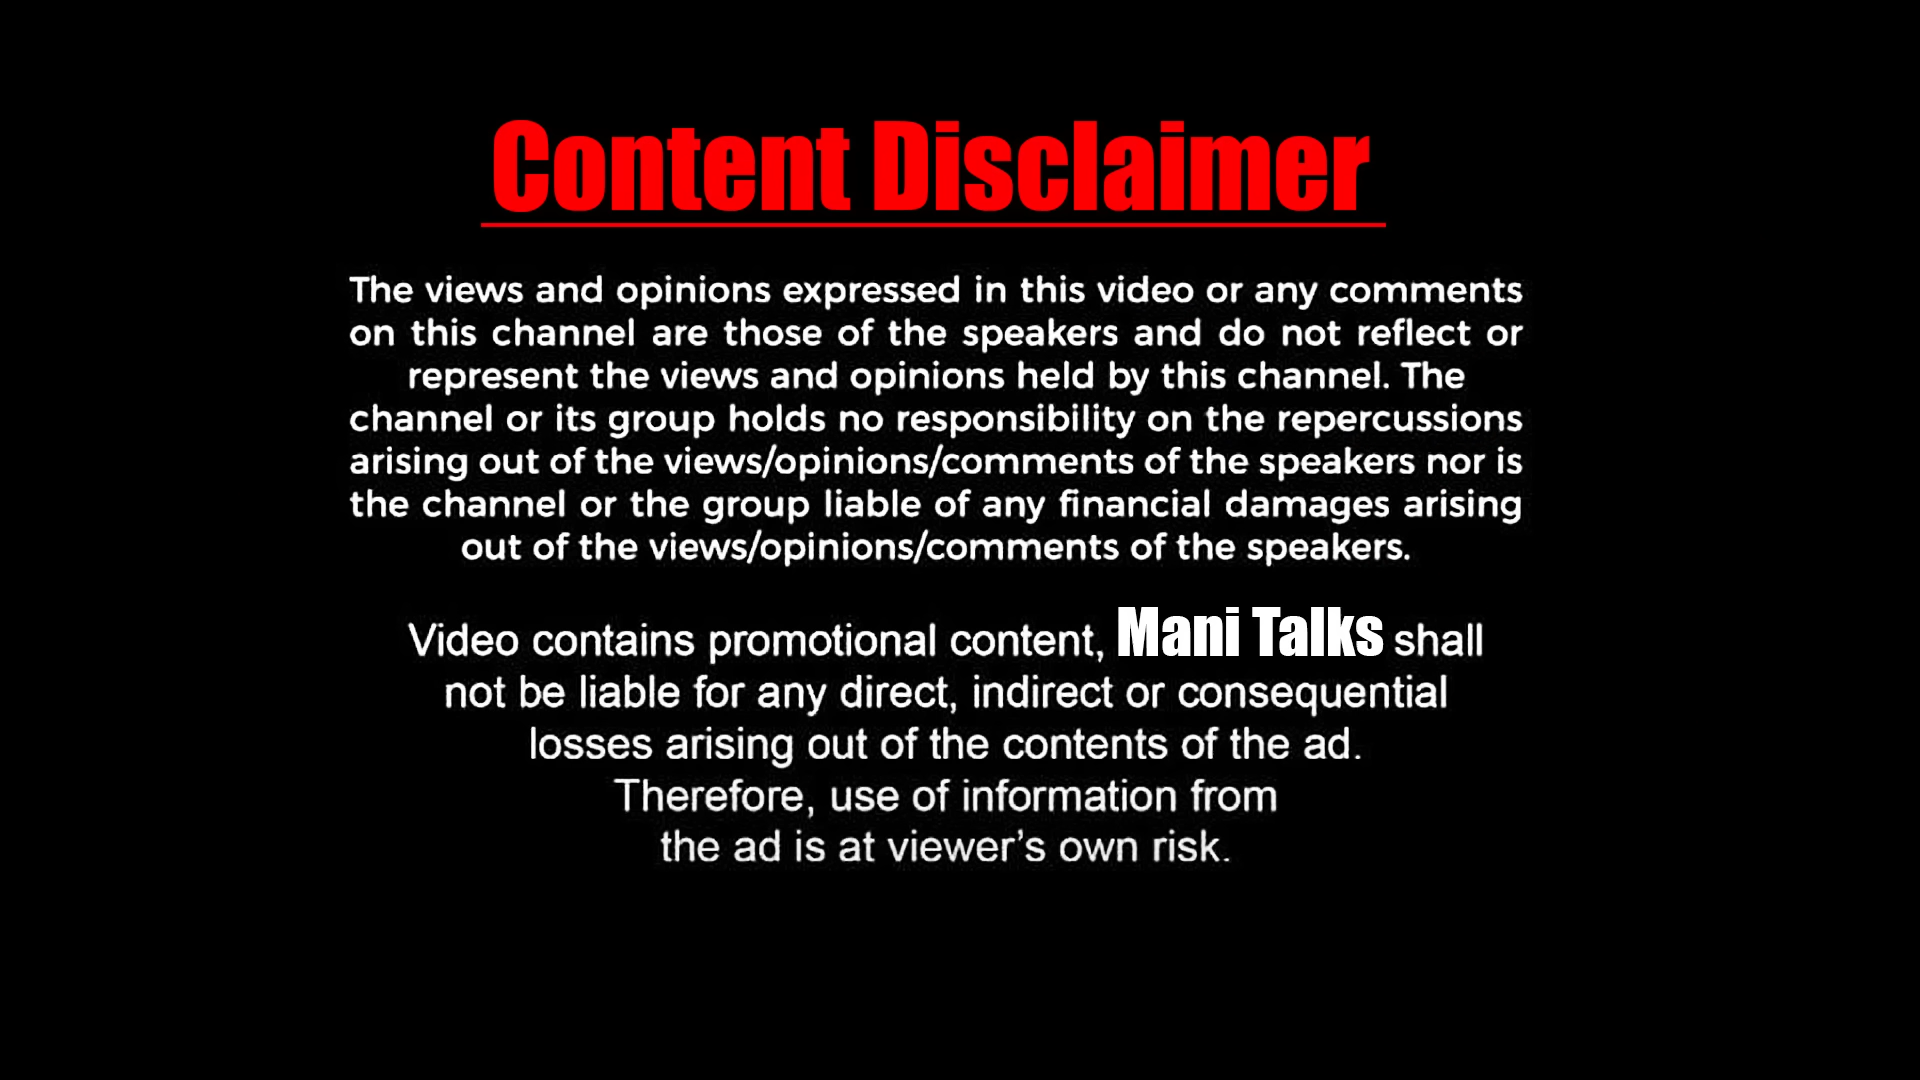 Content Disclaimer
The views and opinions expressed in this video or any comments
on this channel are those of the speakers and do not reflect or
represent the views and opinions held by this channel. The
channel or its group holds no responsibility on the repercussions
arising out of the views/opinions/comments of the speakers nor is
the channel or the group liable of any financial damages arising
out of the views/opinions/comments of the speakers.
Video contains promotional content, Mani Talks shall
not be liable for any direct, indirect or consequential
losses arising out of the contents of the ad.
Therefore, use of information from
the ad is at viewer’s own risk.